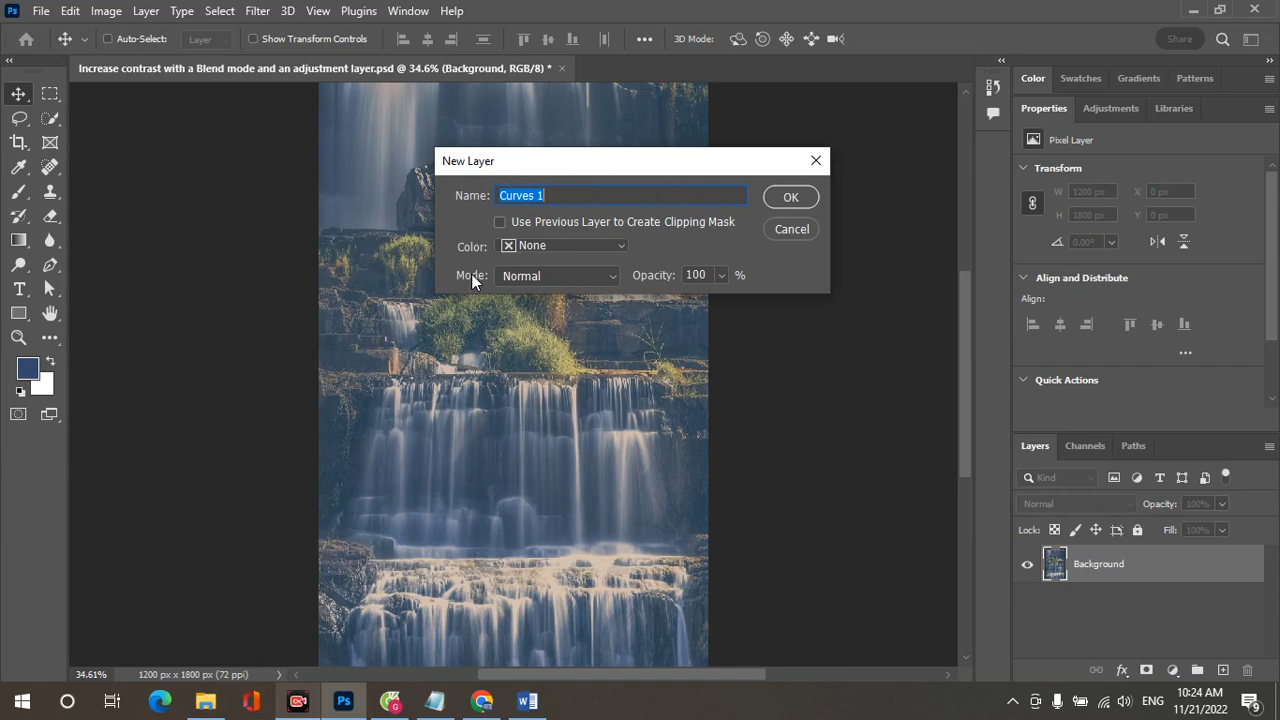 Ps File Edit Image Layer Type Select Filter 3D View Plugins Window Help
Auto-Select: Layer Show Transform Controls 3D Mode: Share
Increase contrast with a Blend mode and an adjustment layer.psd @ 34.6% (Background, RGB/8) *
Color Swatches Gradients Patterns
Properties Adjustments Libraries
Pixel Layer
Transform
W 1200 px X 0 px
H 1800 px Y 0 px
0.00°
Align and Distribute
Align:
Quick Actions
New Layer
Name: Curves 1 OK
Use Previous Layer to Create Clipping Mask
Cancel
Color: None
Mode: Normal Opacity: 100 %
Layers Channels Paths
Kind
Normal Opacity: 100%
Lock: Fill: 100%
Background
34.61% 1200 px x 1800 px (72 ppi)
Ps ENG 10:24 AM
11/21/2022